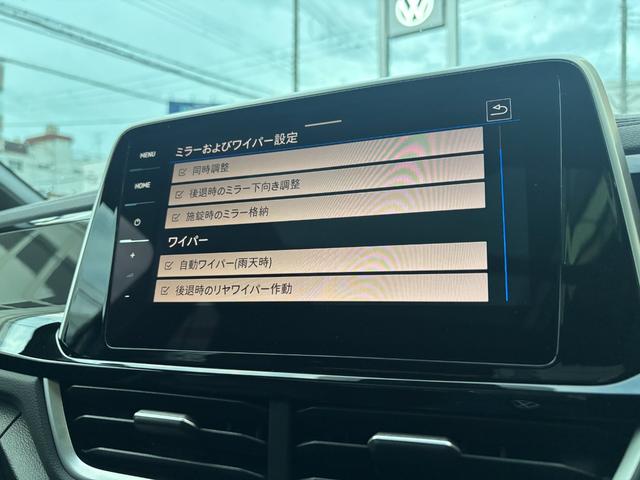 MENU
HOME
ミラーおよびワイパー設定
同時調整
後退時のミラー下向き調整
施錠時のミラー格納
ワイパー
自動ワイパー(雨天時)
後退時のリヤワイパー作動
+
-